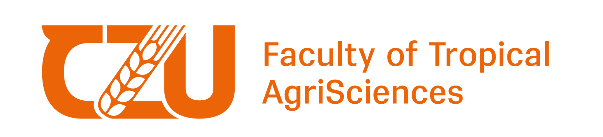 CZU
Faculty of Tropical
AgriSciences